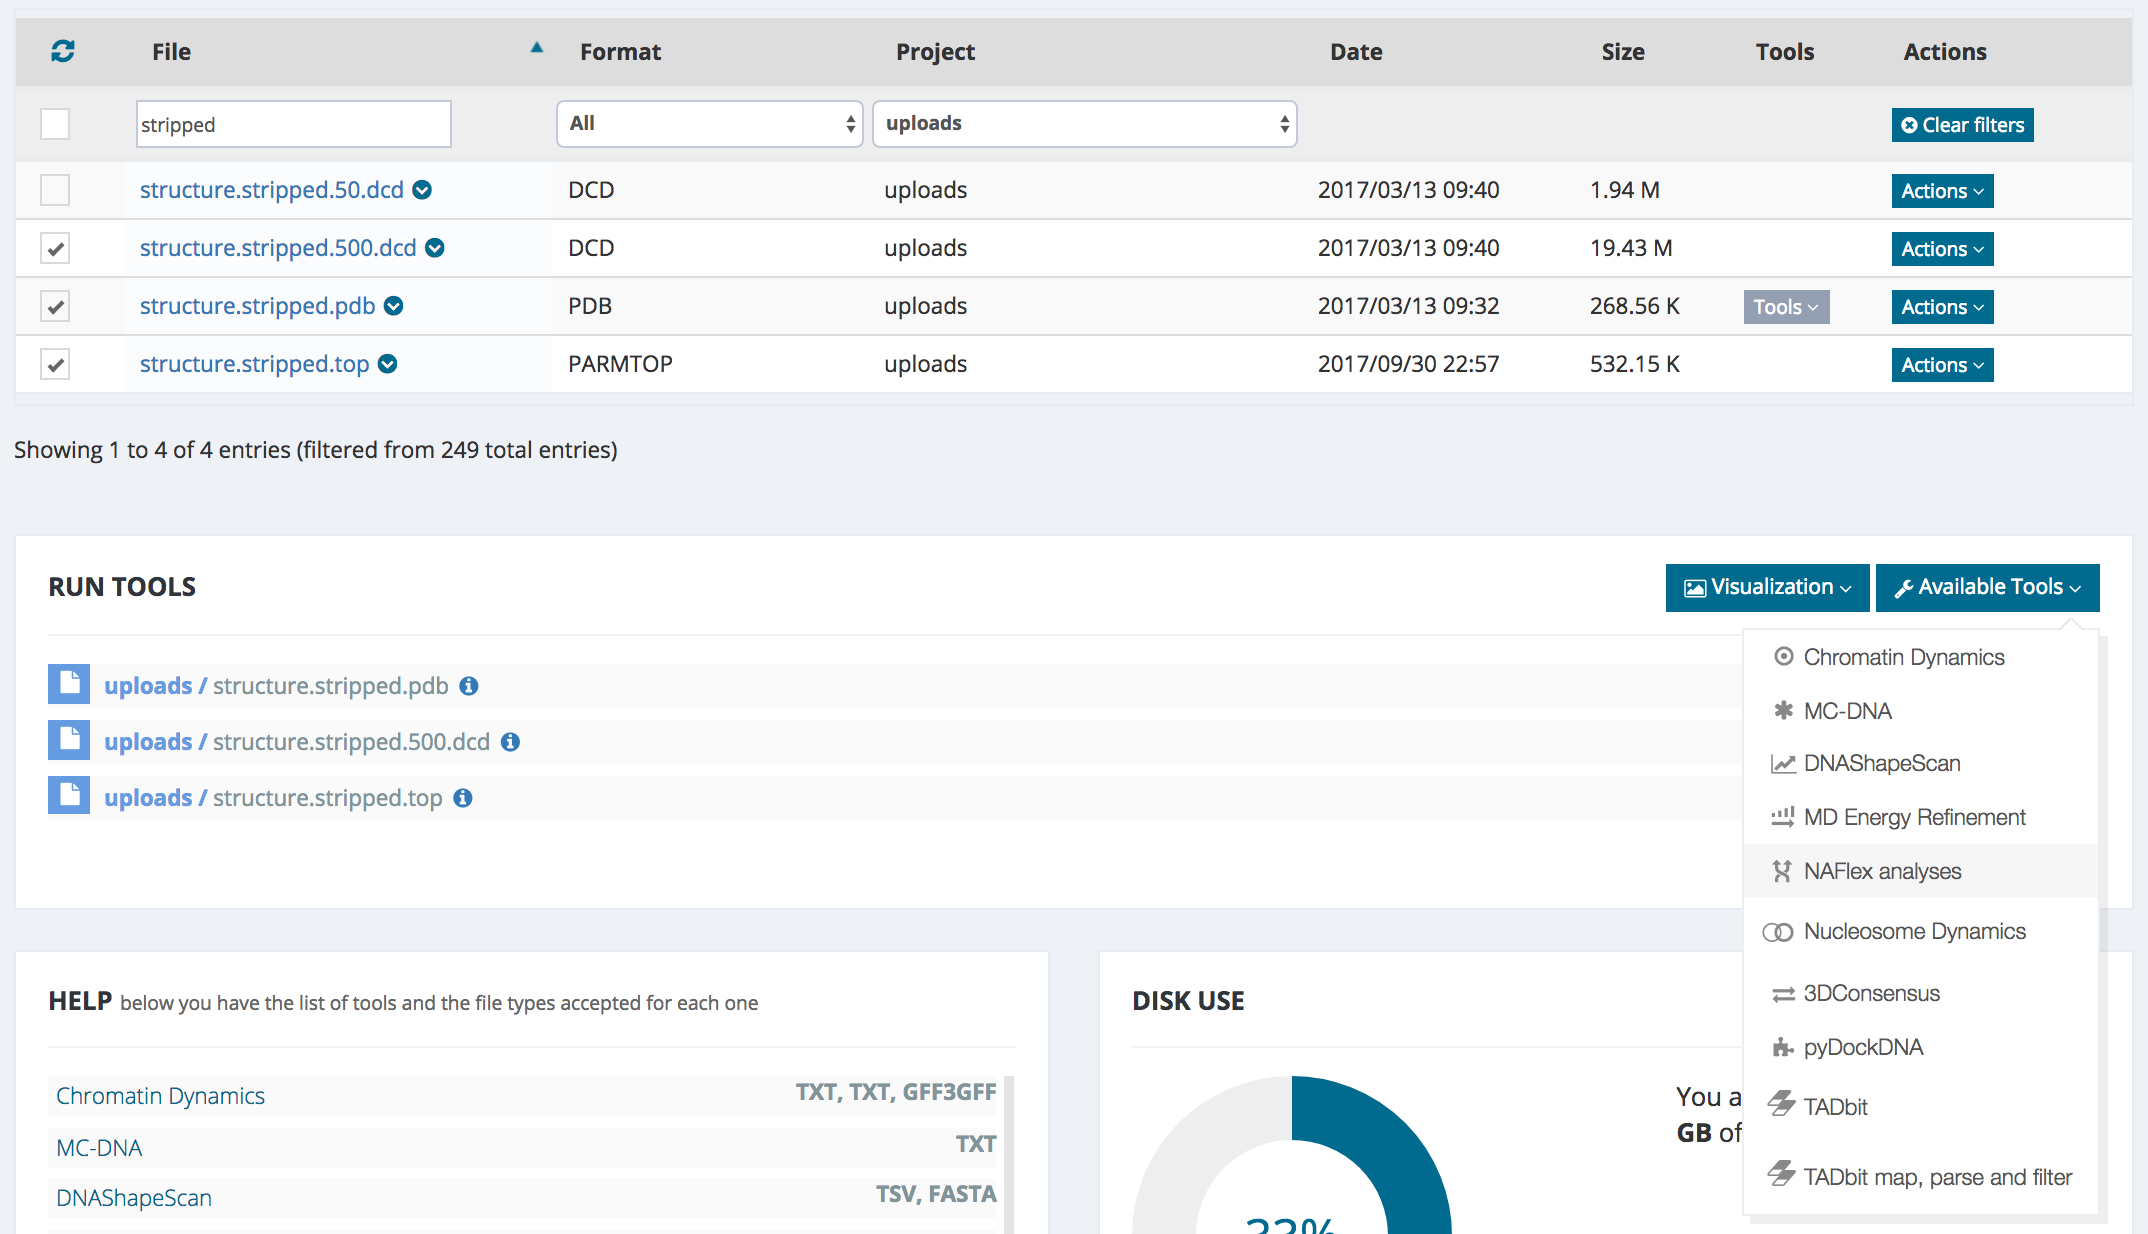 File Format Project Date Size Tools Actions
stripped All uploads Clear filters
structure.stripped.50.dcd DCD uploads 2017/03/13 09:40 1.94 M Actions
structure.stripped.500.dcd DCD uploads 2017/03/13 09:40 19.43 M Actions
structure.stripped.pdb PDB uploads 2017/03/13 09:32 268.56 K Tools Actions
structure.stripped.top PARMTOP uploads 2017/09/30 22:57 532.15 K Actions
Showing 1 to 4 of 4 entries (filtered from 249 total entries)
RUN TOOLS Visualization Available Tools
uploads / structure.stripped.pdb
uploads / structure.stripped.500.dcd
uploads / structure.stripped.top
Chromatin Dynamics
MC-DNA
DNAShapeScan
MD Energy Refinement
NAFlex analyses
Nucleosome Dynamics
3DConsensus
pyDockDNA
TADbit
TADbit map, parse and filter
HELP below you have the list of tools and the file types accepted for each one
Chromatin Dynamics TXT, TXT, GFF3GFF
MC-DNA TXT
DNAShapeScan TSV, FASTA
DISK USE
You
GB of